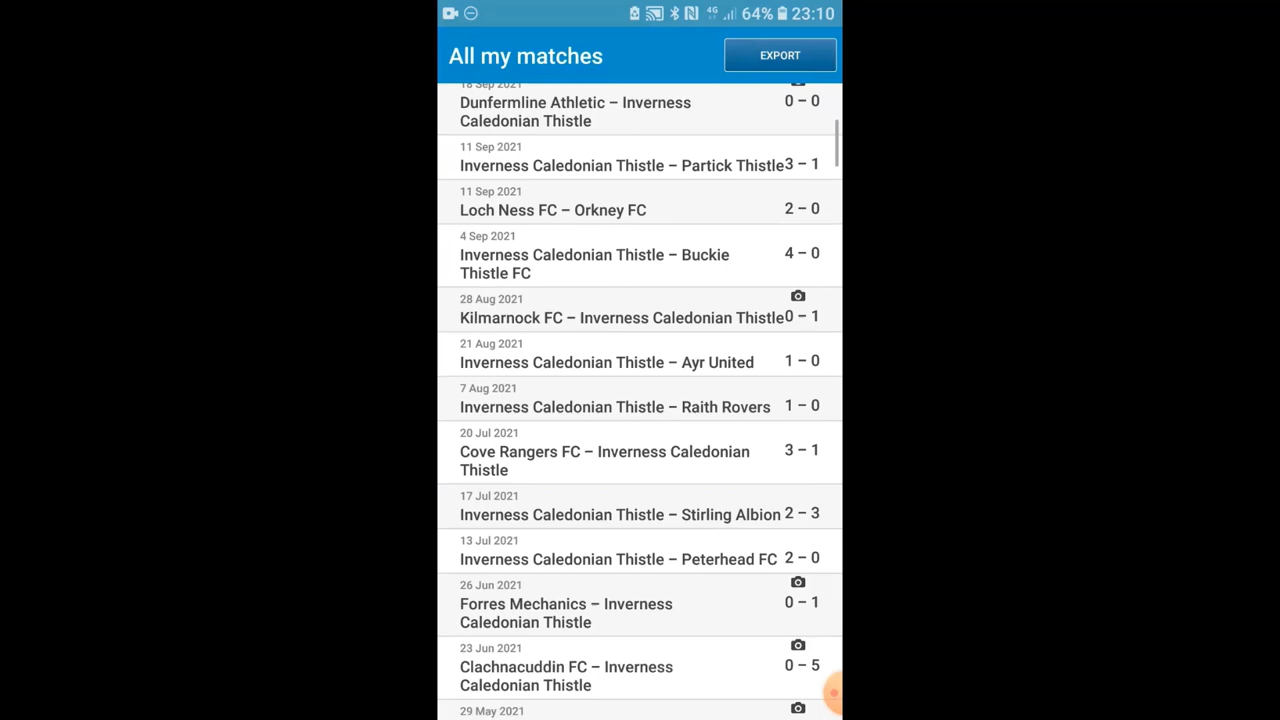 4G 64% 23:10
All my matches
EXPORT
18 Sep 2021
Dunfermline Athletic – Inverness
Caledonian Thistle
0 – 0
11 Sep 2021
Inverness Caledonian Thistle – Partick Thistle
3 – 1
11 Sep 2021
Loch Ness FC – Orkney FC
2 – 0
4 Sep 2021
Inverness Caledonian Thistle – Buckie
Thistle FC
4 – 0
28 Aug 2021
Kilmarnock FC – Inverness Caledonian Thistle
0 – 1
21 Aug 2021
Inverness Caledonian Thistle – Ayr United
1 – 0
7 Aug 2021
Inverness Caledonian Thistle – Raith Rovers
1 – 0
20 Jul 2021
Cove Rangers FC – Inverness Caledonian
Thistle
3 – 1
17 Jul 2021
Inverness Caledonian Thistle – Stirling Albion
2 – 3
13 Jul 2021
Inverness Caledonian Thistle – Peterhead FC
2 – 0
26 Jun 2021
Forres Mechanics – Inverness
Caledonian Thistle
0 – 1
23 Jun 2021
Clachnacuddin FC – Inverness
Caledonian Thistle
0 – 5
29 May 2021